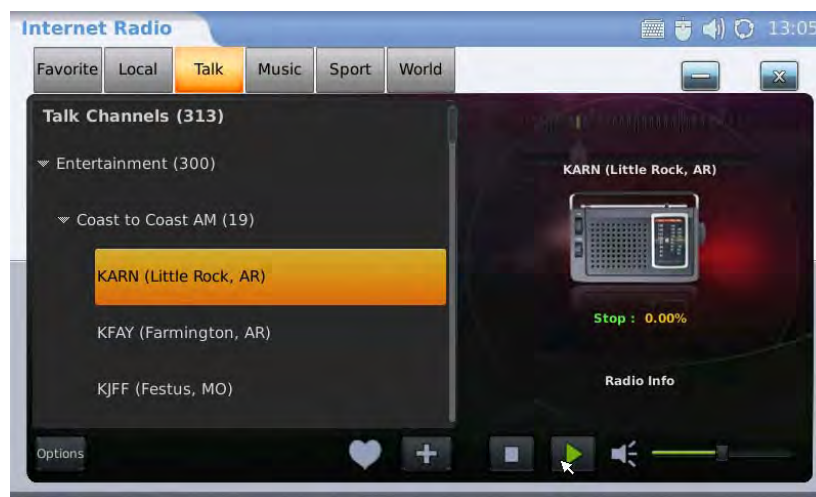 Internet Radio
13:05
Favorite Local Talk Music Sport World
Talk Channels (313)
Entertainment (300)
Coast to Coast AM (19)
KARN (Little Rock, AR)
KFAY (Farmington, AR)
KJFF (Festus, MO)
KARN (Little Rock, AR)
Stop : 0.00%
Radio Info
Options